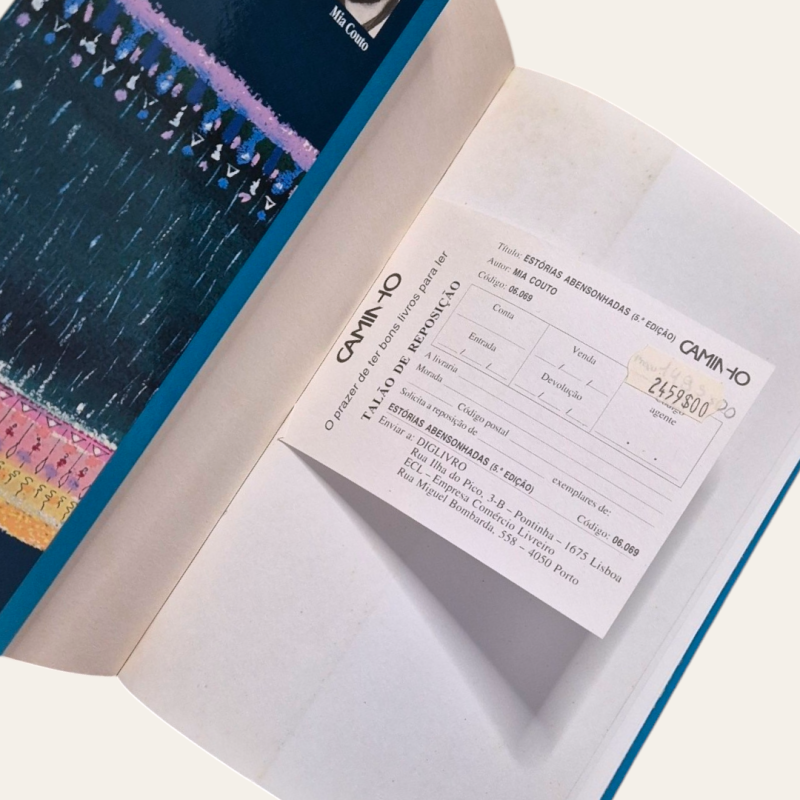 Mia Couto
CAMINHO
O prazer de ter bons livros para ler
TALÃO DE REPOSIÇÃO
Título: ESTÓRIAS ABENSONHADAS (5.ª EDIÇÃO)
Autor: MIA COUTO
Código: 06.069
CAMINHO
Conta
Venda
2459$00
Entrada
Devolução
agente
A livraria
Morada
Código postal
Solicita a reposição de
exemplares de:
ESTÓRIAS ABENSONHADAS (5.ª EDIÇÃO)
Código: 06.069
Enviar a: DIGLIVRO
Rua Ilha do Pico, 3-B – Pontinha – 1675 Lisboa
ECL – Empresa Comércio Livreiro
Rua Miguel Bombarda, 558 – 4050 Porto